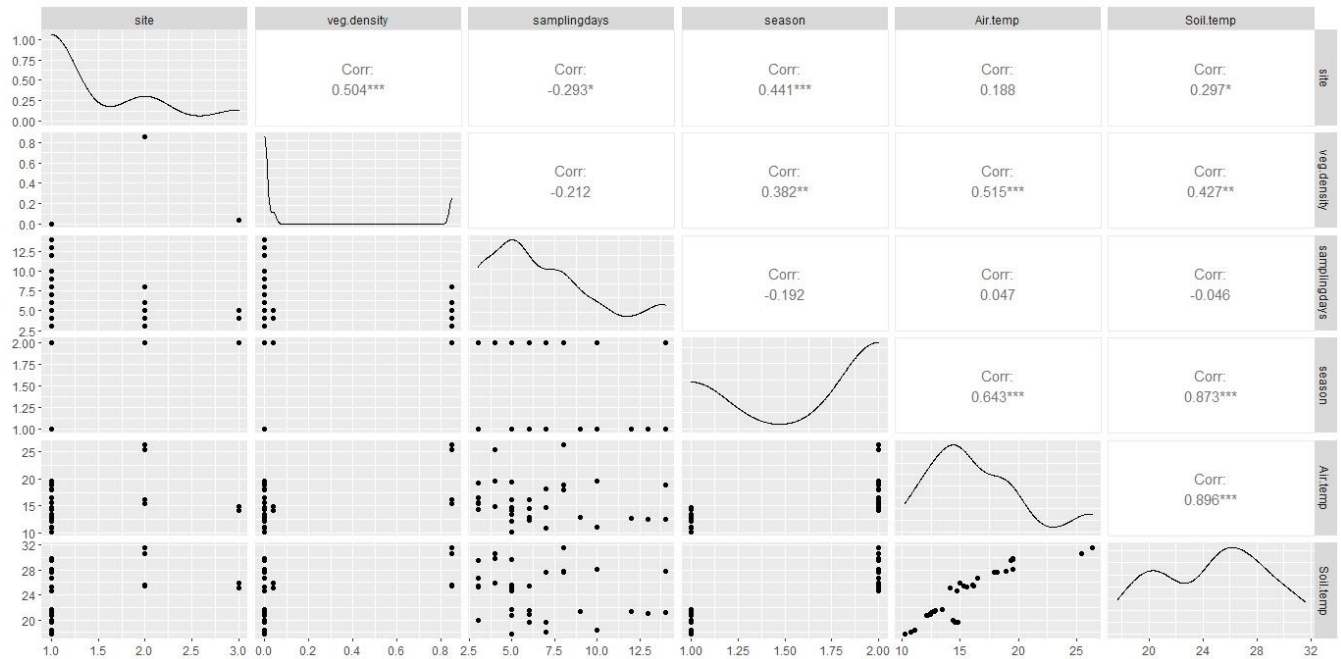 site veg.density samplingdays season Air.temp Soil.temp
1.00
0.75
0.50
0.25
0.00
Corr:
0.504***
Corr:
-0.293*
Corr:
0.441***
Corr:
0.188
Corr:
0.297*
site
0.8
0.6
0.4
0.2
0.0
Corr:
-0.212
Corr:
0.382**
Corr:
0.515***
Corr:
0.427**
veg.density
12.5
10.0
7.5
5.0
2.5
Corr:
-0.192
Corr:
0.047
Corr:
-0.046
samplingdays
2.00
1.75
1.50
1.25
1.00
Corr:
0.643***
Corr:
0.873***
season
25
20
15
10
Corr:
0.896***
Air.temp
32
28
24
20
Soil.temp
1.0 1.5 2.0 2.5 3.0 0.0 0.2 0.4 0.6 0.8 2.5 5.0 7.5 10.0 12.5 1.00 1.25 1.50 1.75 2.00 10 15 20 25 20 24 28 32